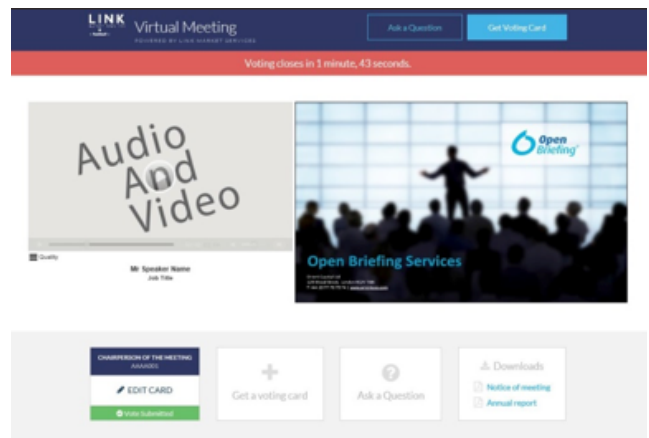 LINK
Virtual Meeting
POWERED BY LINK MARKET SERVICES
Ask a Question
Get Voting Card
Voting closes in 1 minute, 43 seconds.
Audio
And
Video
Quality
Mr Speaker Name
Job Title
Open
Briefing
Open Briefing Services
CHAIRPERSON OF THE MEETING
AAAA001
EDIT CARD
Vote Submitted
Get a voting card
Ask a Question
Downloads
Notice of meeting
Annual report